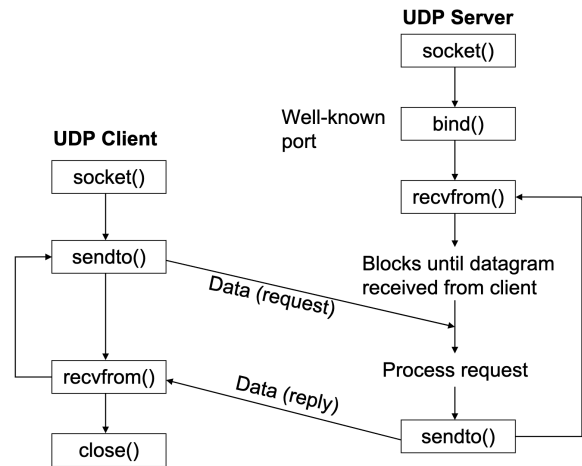 UDP Server
socket()
Well-known
port
bind()
UDP Client
socket()
recvfrom()
sendto()
Blocks until datagram
received from client
Data (request)
Process request
recvfrom()
Data (reply)
sendto()
close()